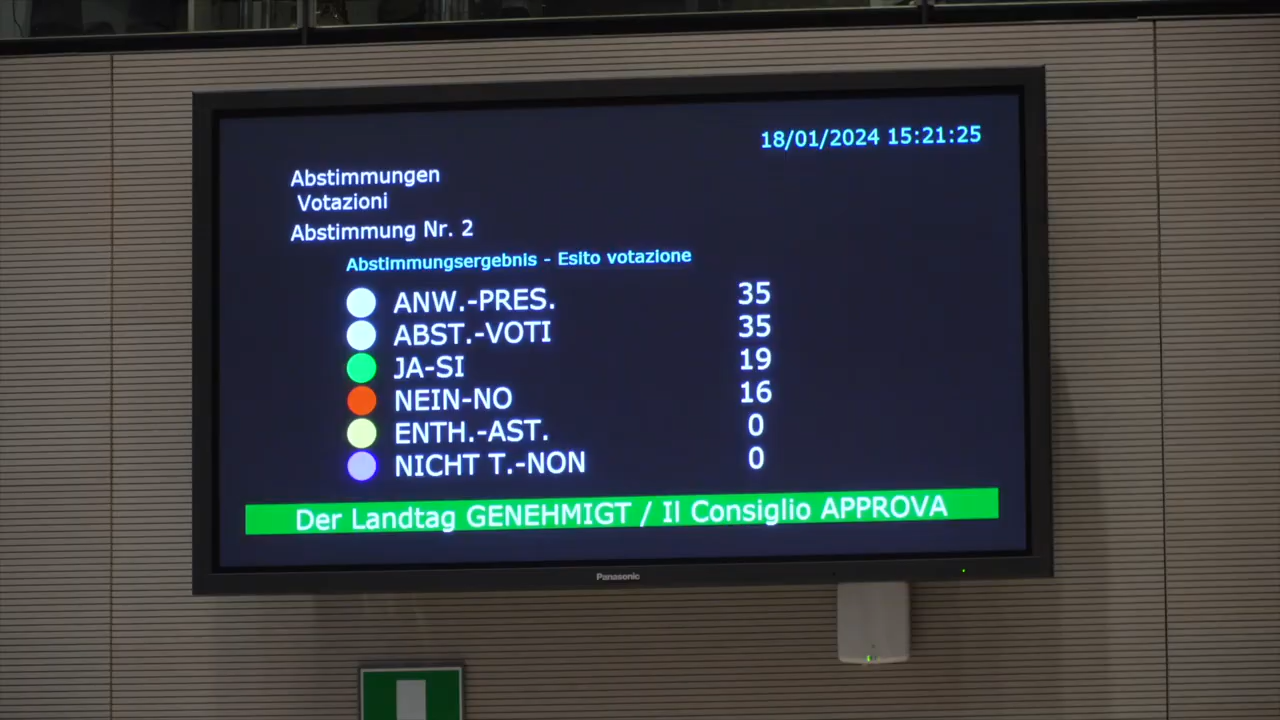 18/01/2024 15:21:25
Abstimmungen
Votazioni
Abstimmung Nr. 2
Abstimmungsergebnis - Esito votazione
ANW.-PRES. 35
ABST.-VOTI 35
JA-SI 19
NEIN-NO 16
ENTH.-AST. 0
NICHT T.-NON 0
Der Landtag GENEHMIGT / Il Consiglio APPROVA
Panasonic